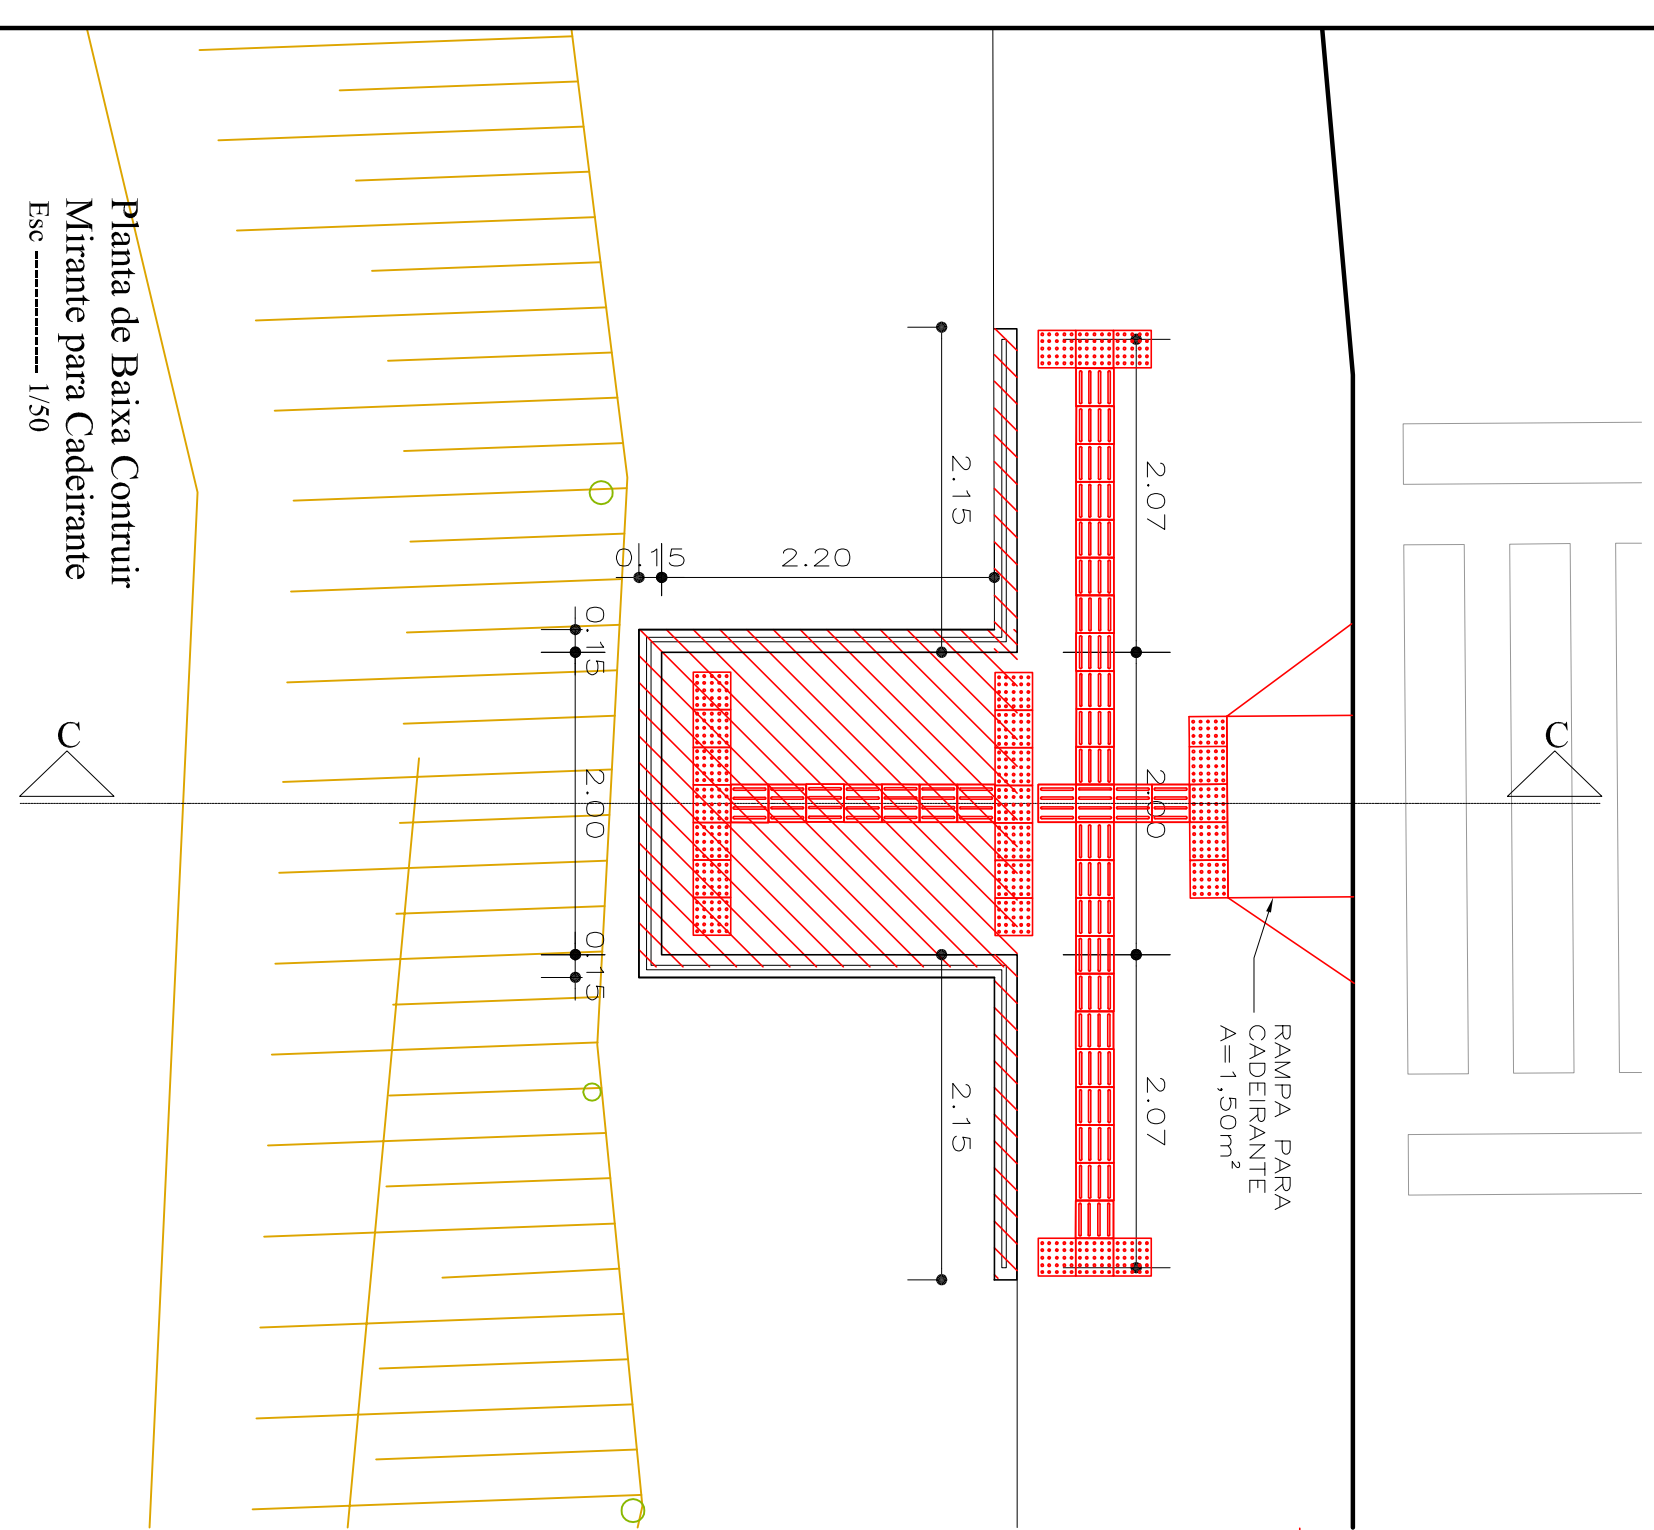 Planta de Baixa Contruir
Mirante para Cadeirante
Esc ------------- 1/50
C
C
2.15
2.07
0.15
2.20
0.15
2.00
2.00
0.15
2.15
2.07
RAMPA PARA
CADEIRANTE
A=1,50m²